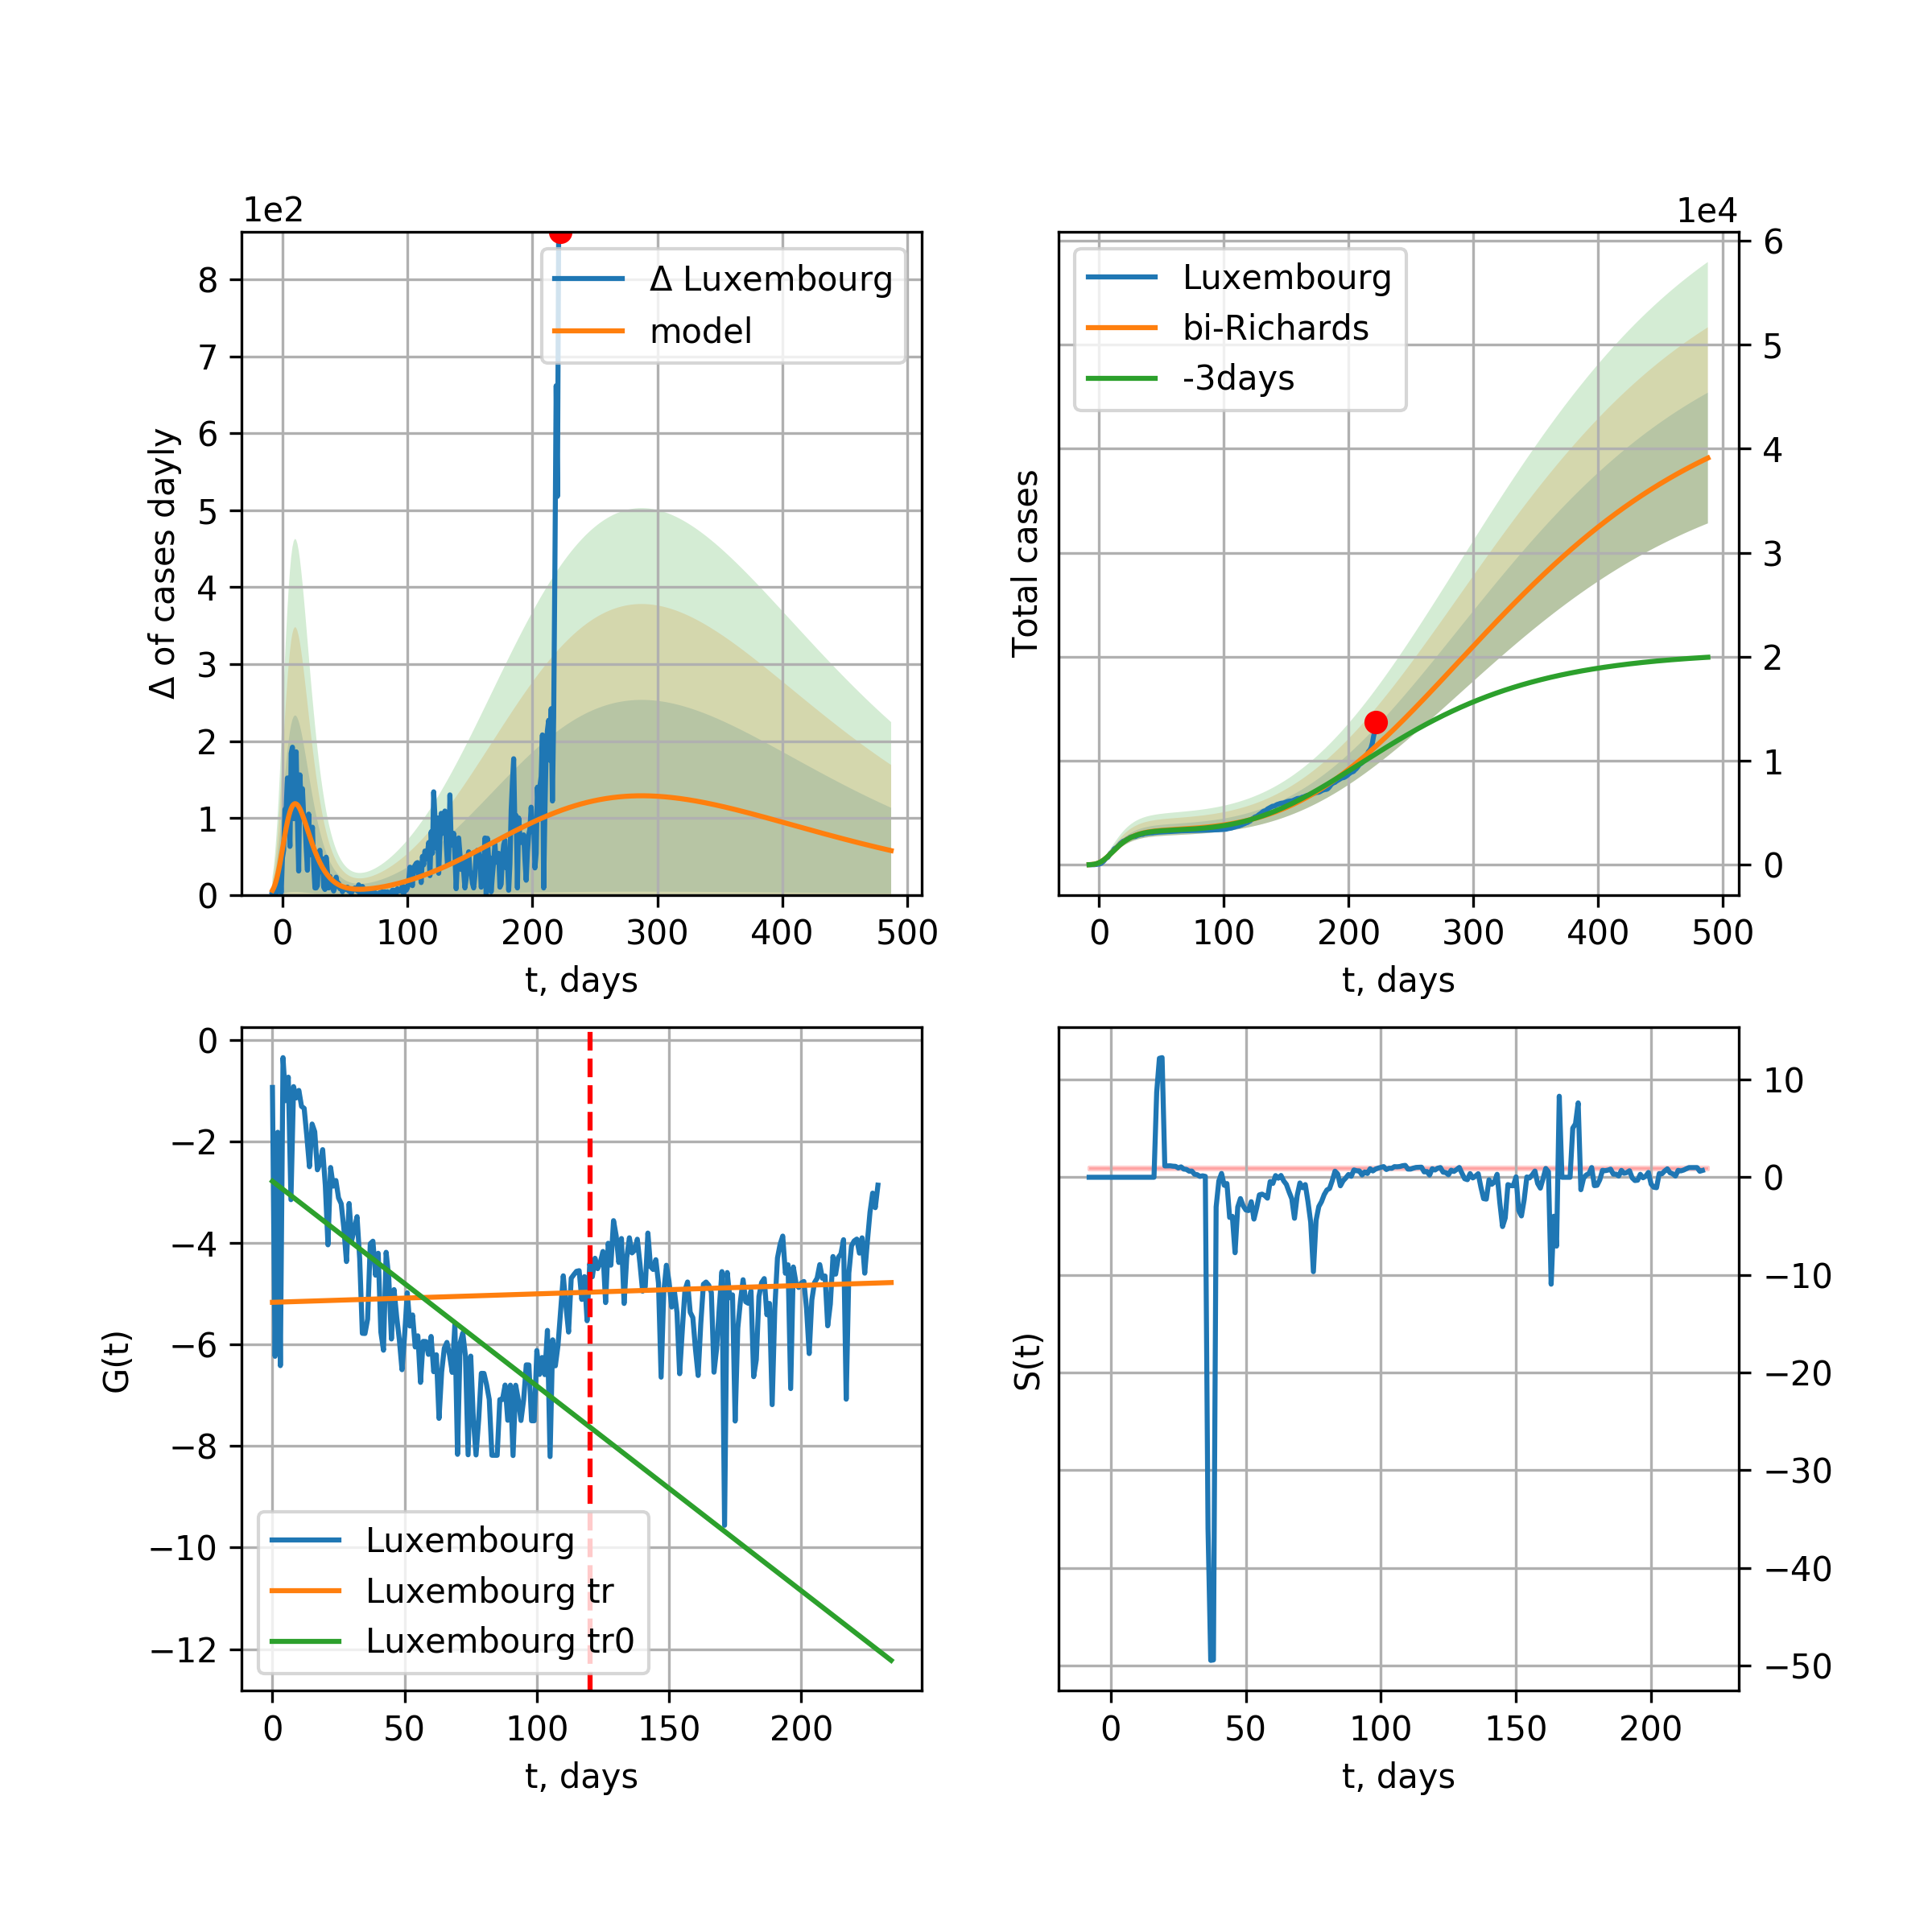 1e2
Δ of cases dayly
8
7
6
5
4
3
2
1
0
Δ Luxembourg
model
0 100 200 300 400 500
t, days
1e4
Total cases
6
5
4
3
2
1
0
Luxembourg
bi-Richards
-3days
0 100 200 300 400 500
t, days
G(t)
0
−2
−4
−6
−8
−10
−12
Luxembourg
Luxembourg tr
Luxembourg tr0
0 50 100 150 200
t, days
S(t)
10
0
−10
−20
−30
−40
−50
0 50 100 150 200
t, days